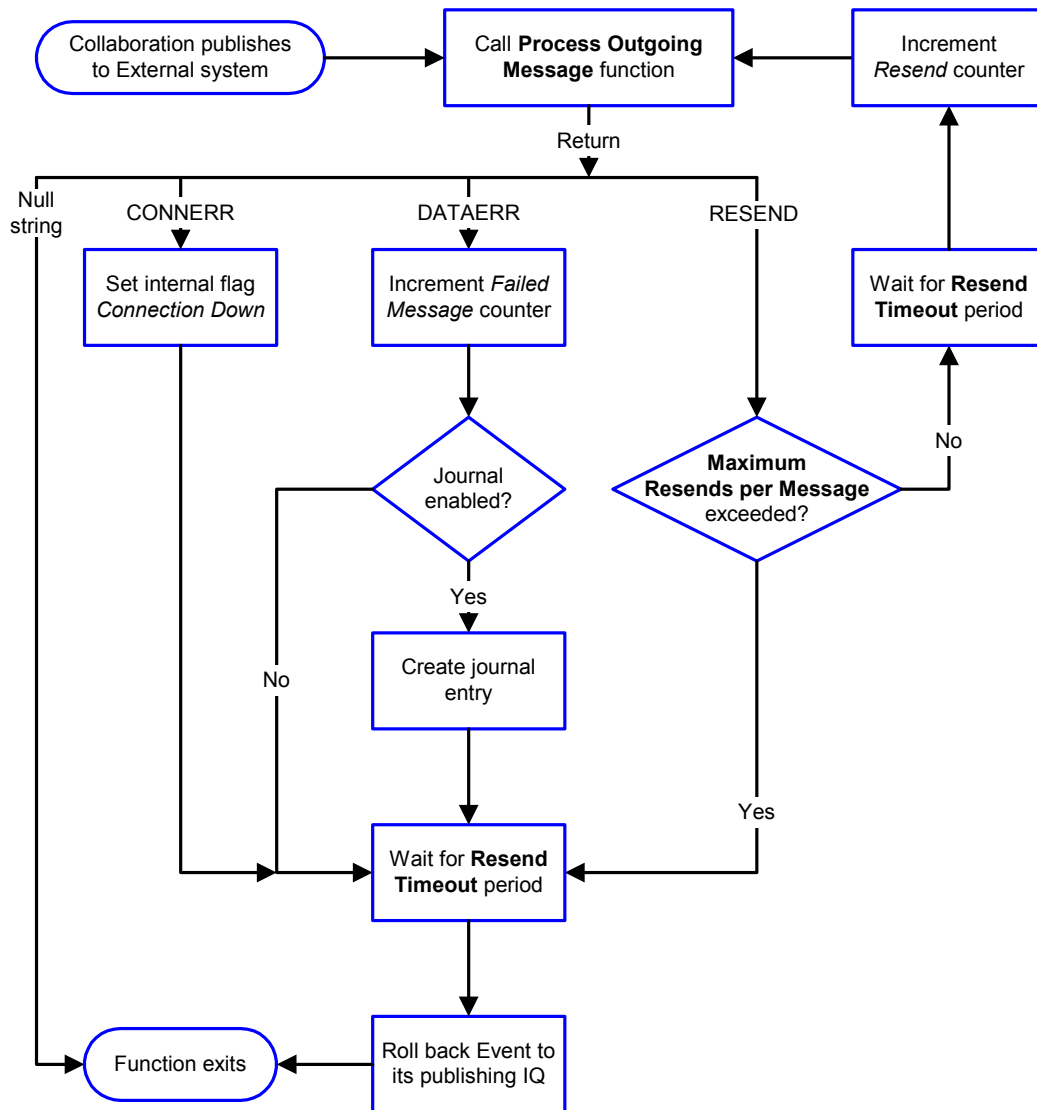 Collaboration publishes
to External system
Call Process Outgoing
Message function
Increment
Resend counter
Return
Null
string
CONNERR
DATAERR
RESEND
Set internal flag
Connection Down
Increment Failed
Message counter
Wait for Resend
Timeout period
No
Journal
enabled?
Maximum
Resends per Message
exceeded?
Yes
No
Create journal
entry
Yes
Wait for Resend
Timeout period
Function exits
Roll back Event to
its publishing IQ